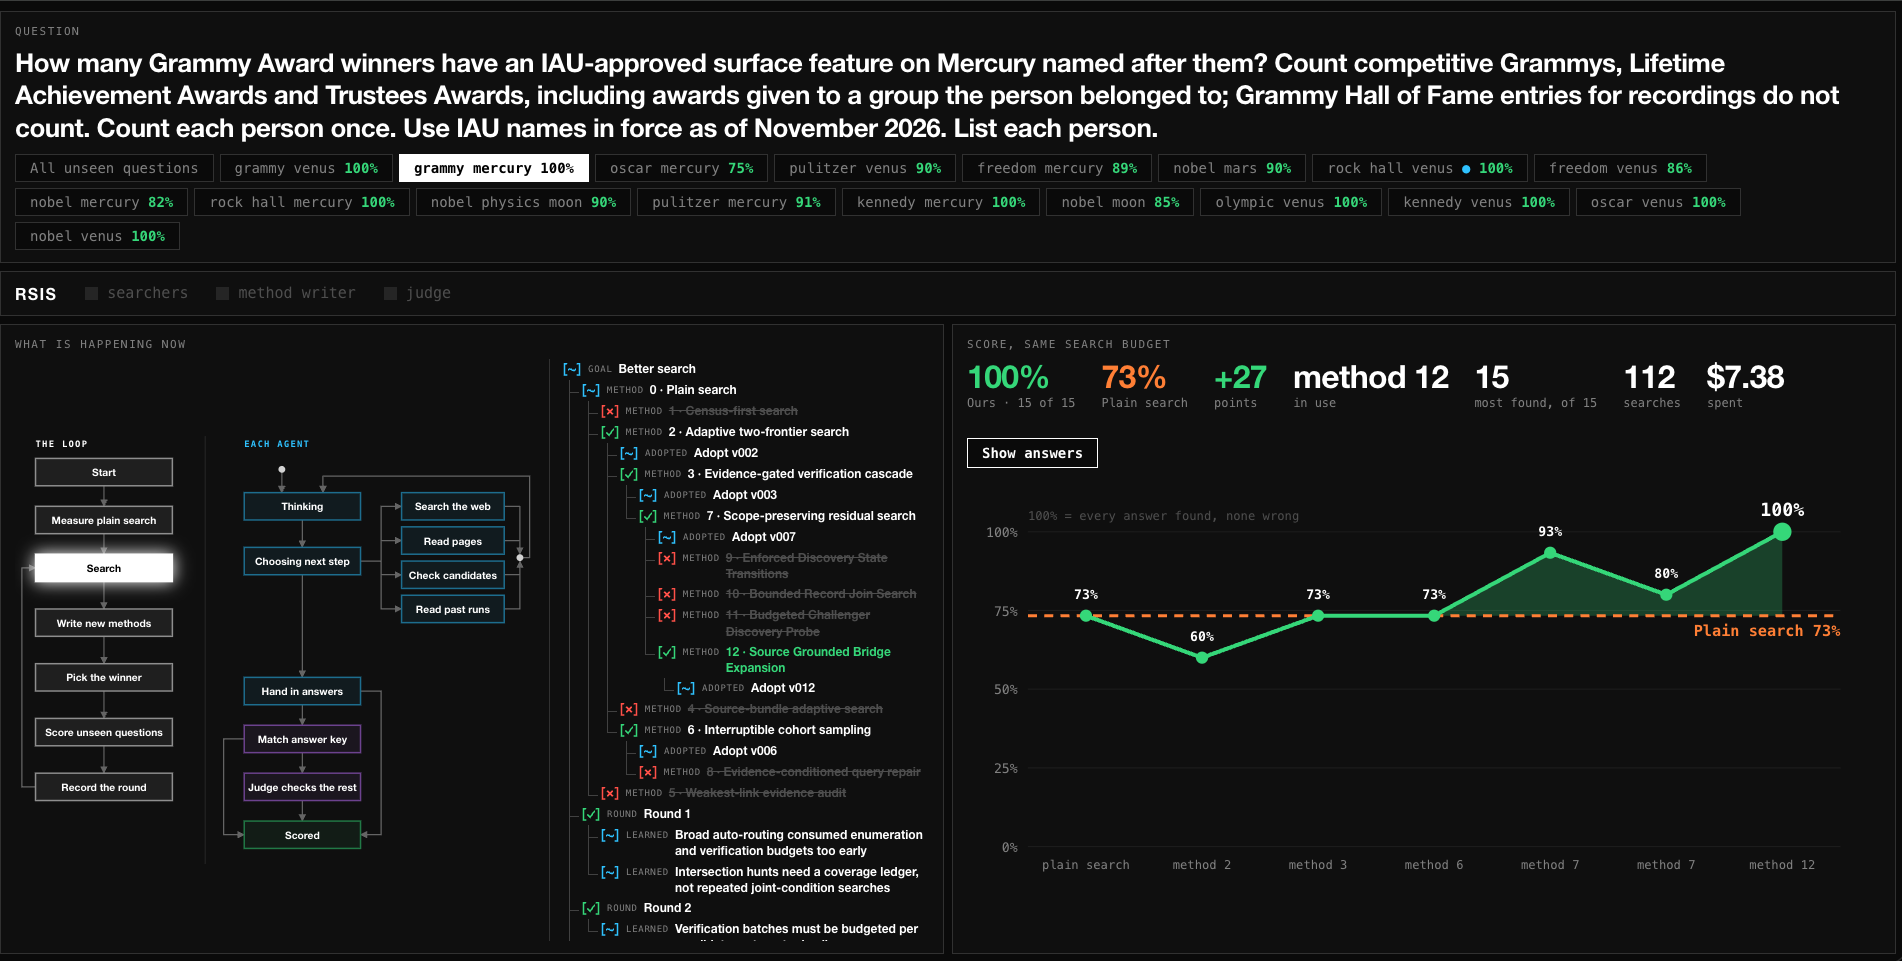 QUESTION
How many Grammy Award winners have an IAU-approved surface feature on Mercury named after them? Count competitive Grammys, Lifetime
Achievement Awards and Trustees Awards, including awards given to a group the person belonged to; Grammy Hall of Fame entries for recordings do not
count. Count each person once. Use IAU names in force as of November 2026. List each person.
All unseen questions
grammy venus 100%
grammy mercury 100%
oscar mercury 75%
pulitzer venus 90%
freedom mercury 89%
nobel mars 90%
rock hall venus 100%
freedom venus 86%
nobel mercury 82%
rock hall mercury 100%
nobel physics moon 90%
pulitzer mercury 91%
kennedy mercury 100%
nobel moon 85%
olympic venus 100%
kennedy venus 100%
oscar venus 100%
nobel venus 100%
RSIS
searchers
method writer
judge
WHAT IS HAPPENING NOW
THE LOOP
Start
Measure plain search
Search
Write new methods
Pick the winner
Score unseen questions
Record the round
EACH AGENT
Thinking
Choosing next step
Search the web
Read pages
Check candidates
Read past runs
Hand in answers
Match answer key
Judge checks the rest
Scored
[~] GOAL Better search
[~] METHOD 0 · Plain search
[×] METHOD 1 · Census-first search
[✓] METHOD 2 · Adaptive two-frontier search
[~] ADOPTED Adopt v002
[✓] METHOD 3 · Evidence-gated verification cascade
[~] ADOPTED Adopt v003
[✓] METHOD 7 · Scope-preserving residual search
[~] ADOPTED Adopt v007
[×] METHOD 9 · Enforced Discovery State
Transitions
[×] METHOD 10 · Bounded Record Join Search
[×] METHOD 11 · Budgeted Challenger
Discovery Probe
[✓] METHOD 12 · Source Grounded Bridge
Expansion
[~] ADOPTED Adopt v012
[×] METHOD 4 · Source-bundle adaptive search
[✓] METHOD 6 · Interruptible cohort sampling
[~] ADOPTED Adopt v006
[×] METHOD 8 · Evidence-conditioned query repair
[×] METHOD 5 · Weakest-link evidence audit
[✓] ROUND Round 1
[~] LEARNED Broad auto-routing consumed enumeration
and verification budgets too early
[~] LEARNED Intersection hunts need a coverage ledger,
not repeated joint-condition searches
[✓] ROUND Round 2
[~] LEARNED Verification batches must be budgeted per
SCORE, SAME SEARCH BUDGET
100%
Ours · 15 of 15
73%
Plain search
+27
points
method 12
in use
15
most found, of 15
112
searches
$7.38
spent
Show answers
100% = every answer found, none wrong
100%
75%
50%
25%
0%
73%
60%
73%
73%
93%
80%
100%
Plain search 73%
plain search
method 2
method 3
method 6
method 7
method 7
method 12